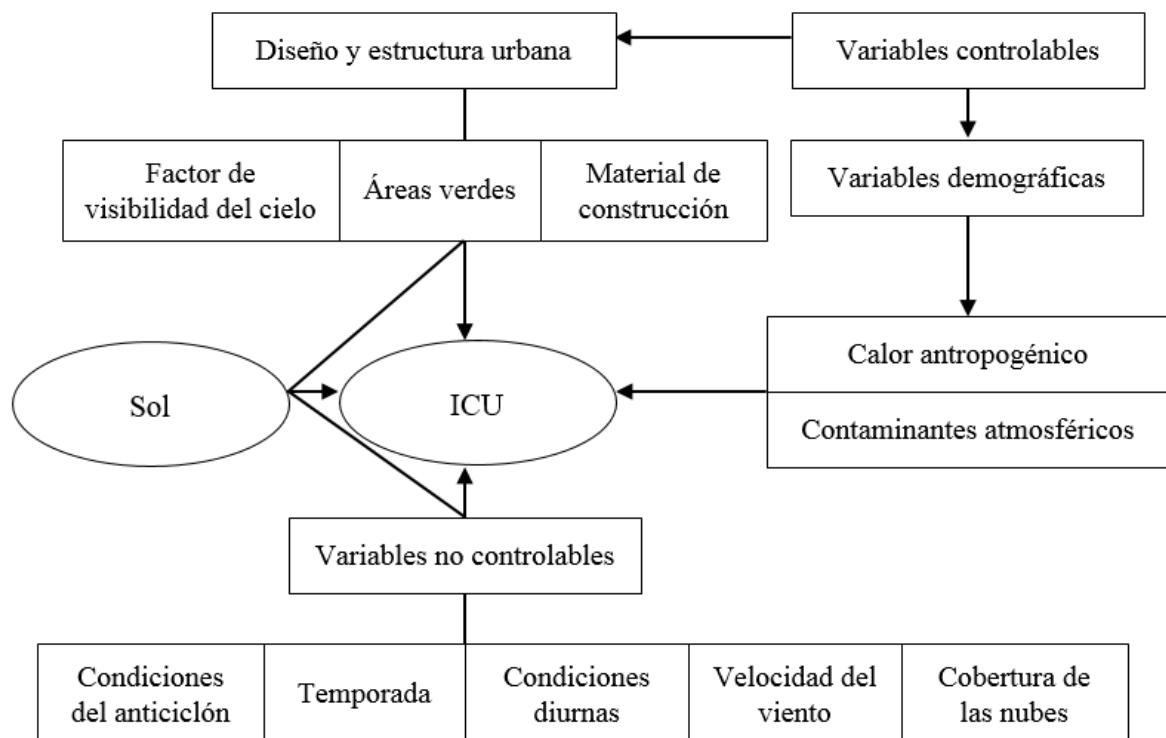 Diseño y estructura urbana
Variables controlables
Factor de
visibilidad del cielo
Áreas verdes
Material de
construcción
Variables demográficas
Calor antropogénico
Contaminantes atmosféricos
Sol
ICU
Variables no controlables
Condiciones
del anticiclón
Temporada
Condiciones
diurnas
Velocidad del
viento
Cobertura de
las nubes